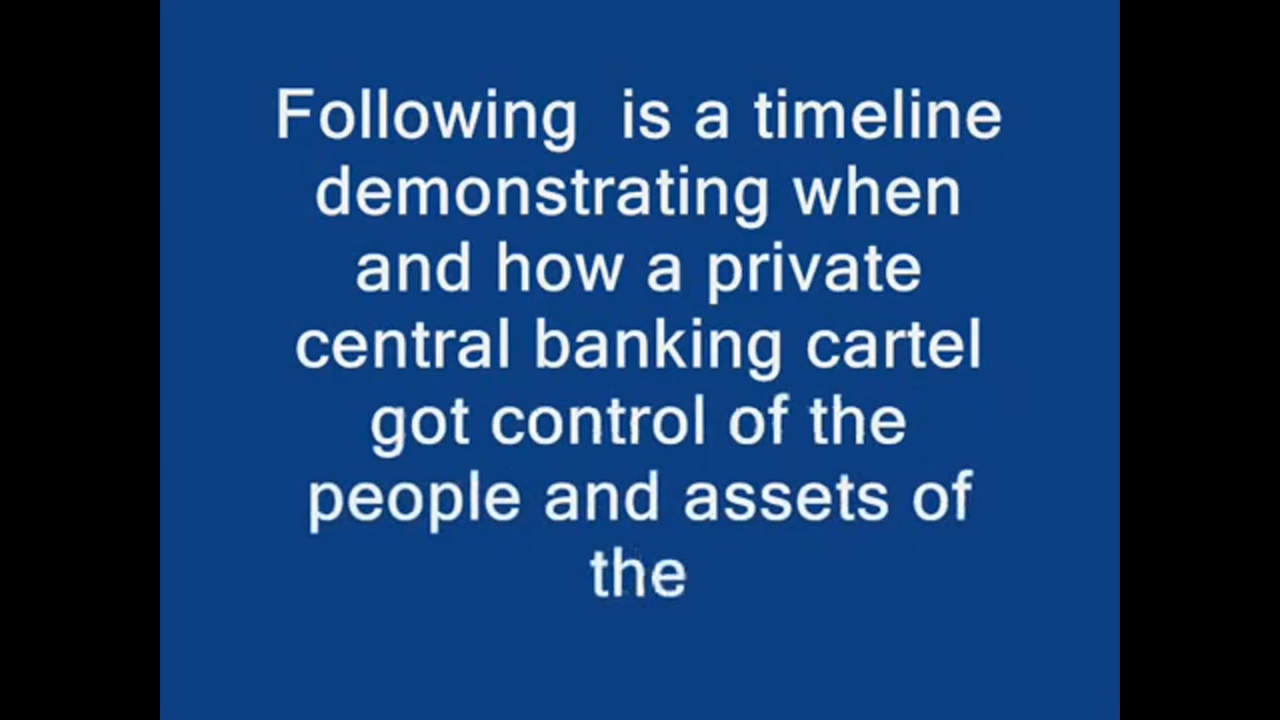 Following  is a timeline
demonstrating when
and how a private
central banking cartel
got control of the
people and assets of
the